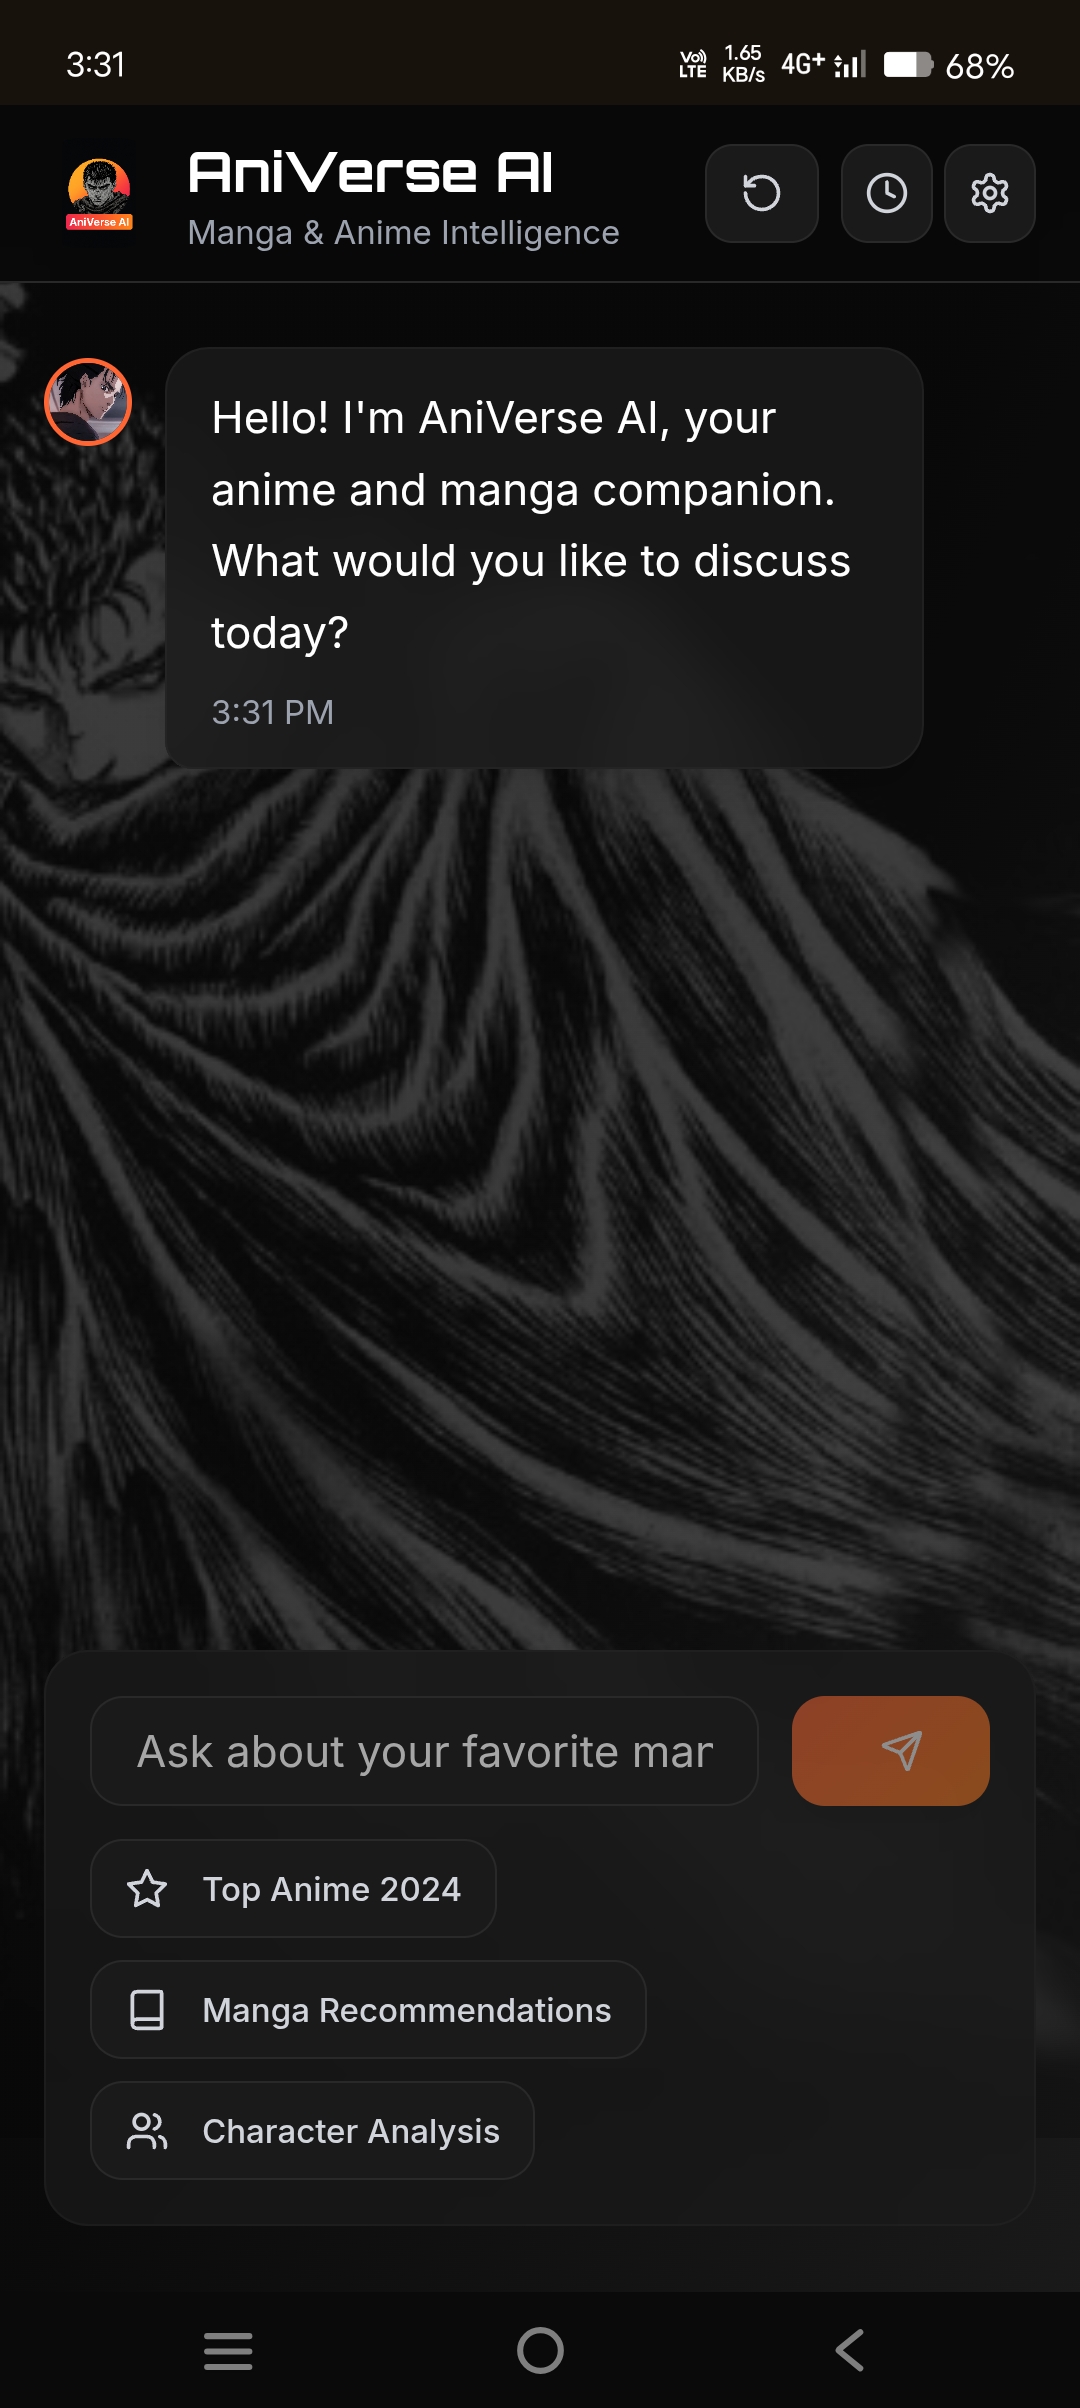 3:31
Vo)) LTE 1.65 KB/s 4G+ 68%
AniVerse AI
AniVerse AI
Manga & Anime Intelligence
Hello! I'm AniVerse AI, your
anime and manga companion.
What would you like to discuss
today?
3:31 PM
Ask about your favorite mar
Top Anime 2024
Manga Recommendations
Character Analysis